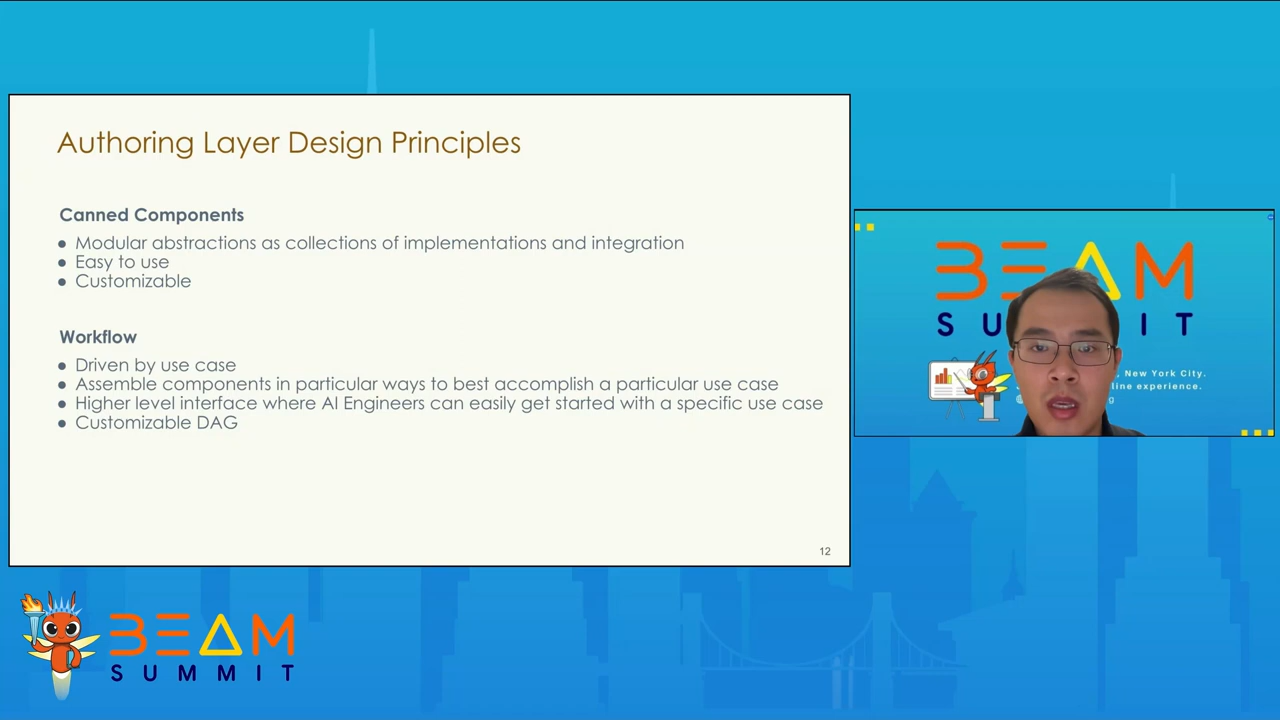 Authoring Layer Design Principles
Canned Components
● Modular abstractions as collections of implementations and integration
● Easy to use
● Customizable
Workflow
● Driven by use case
● Assemble components in particular ways to best accomplish a particular use case
● Higher level interface where AI Engineers can easily get started with a specific use case
● Customizable DAG
12
BEAM
SU IT
New York City.
line experience.
BEAM
SUMMIT